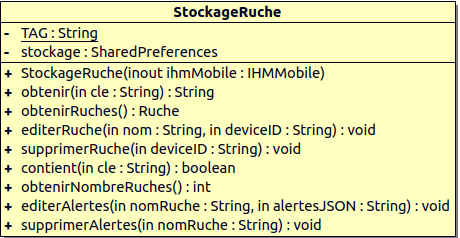 StockageRuche
- TAG : String
- stockage : SharedPreferences
+ StockageRuche(inout ihmMobile : IHMMobile)
+ obtenir(in cle : String) : String
+ obtenirRuches() : Ruche
+ editerRuche(in nom : String, in deviceID : String) : void
+ supprimerRuche(in deviceID : String) : void
+ contient(in cle : String) : boolean
+ obtenirNombreRuches() : int
+ editerAlertes(in nomRuche : String, in alertesJSON : String) : void
+ supprimerAlertes(in nomRuche : String) : void